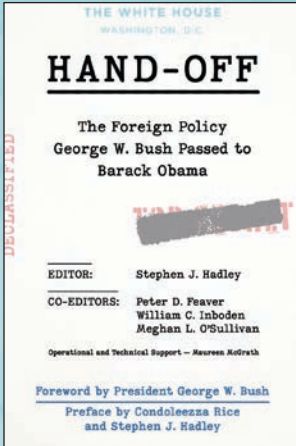 THE WHITE HOUSE
WASHINGTON, D.C.
HAND-OFF
The Foreign Policy
George W. Bush Passed to
Barack Obama
DECLASSIFIED
EDITOR: Stephen J. Hadley
CO-EDITORS: Peter D. Feaver
William C. Inboden
Meghan L. O'Sullivan
Operational and Technical Support — Maureen McGrath
Foreword by President George W. Bush
Preface by Condoleezza Rice
and Stephen J. Hadley